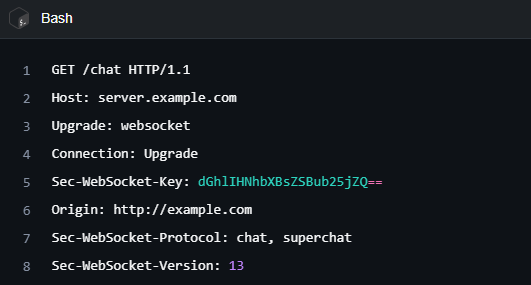 Bash
1 GET /chat HTTP/1.1
2 Host: server.example.com
3 Upgrade: websocket
4 Connection: Upgrade
5 Sec-WebSocket-Key: dGhlIHNhbXBsZSBub25jZQ==
6 Origin: http://example.com
7 Sec-WebSocket-Protocol: chat, superchat
8 Sec-WebSocket-Version: 13